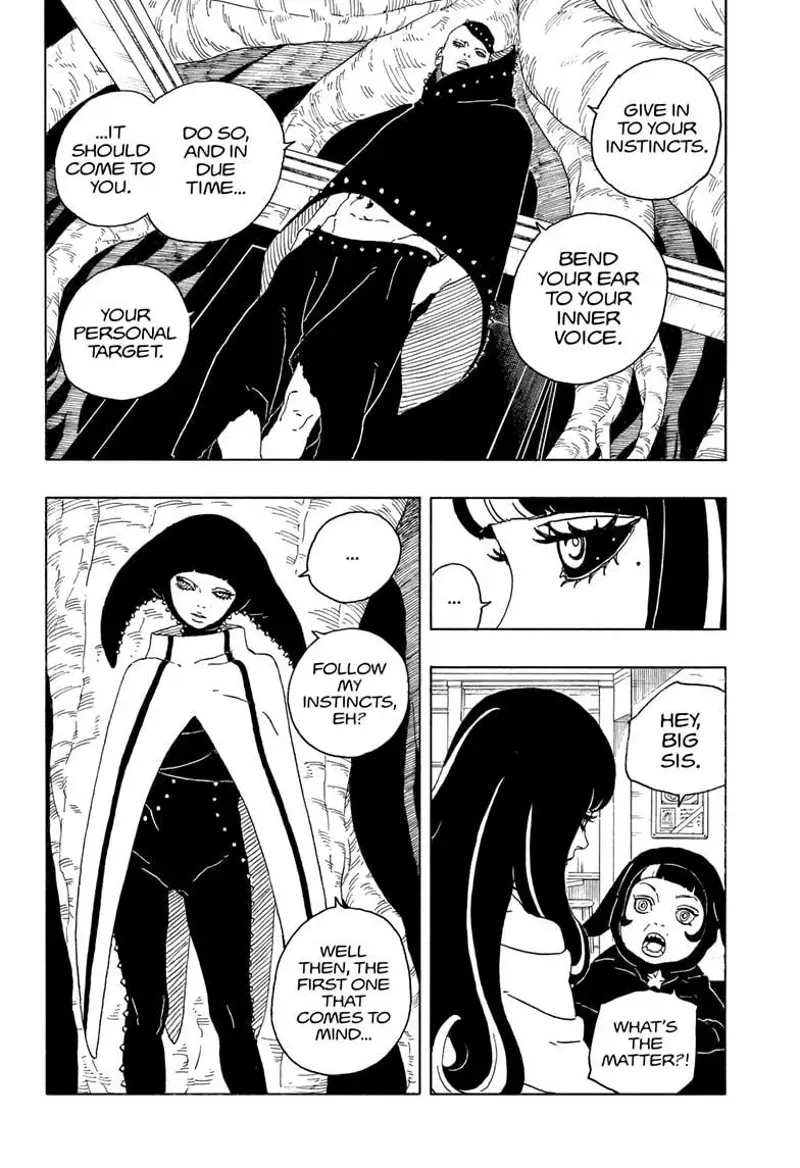 GIVE IN
TO YOUR
INSTINCTS.
BEND
YOUR EAR
TO YOUR
INNER
VOICE.
DO SO,
AND IN
DUE
TIME...
...IT
SHOULD
COME TO
YOU.
YOUR
PERSONAL
TARGET.
...
...
FOLLOW
MY
INSTINCTS,
EH?
WELL
THEN, THE
FIRST ONE
THAT
COMES TO
MIND...
HEY,
BIG
SIS.
WHAT'S
THE
MATTER?!